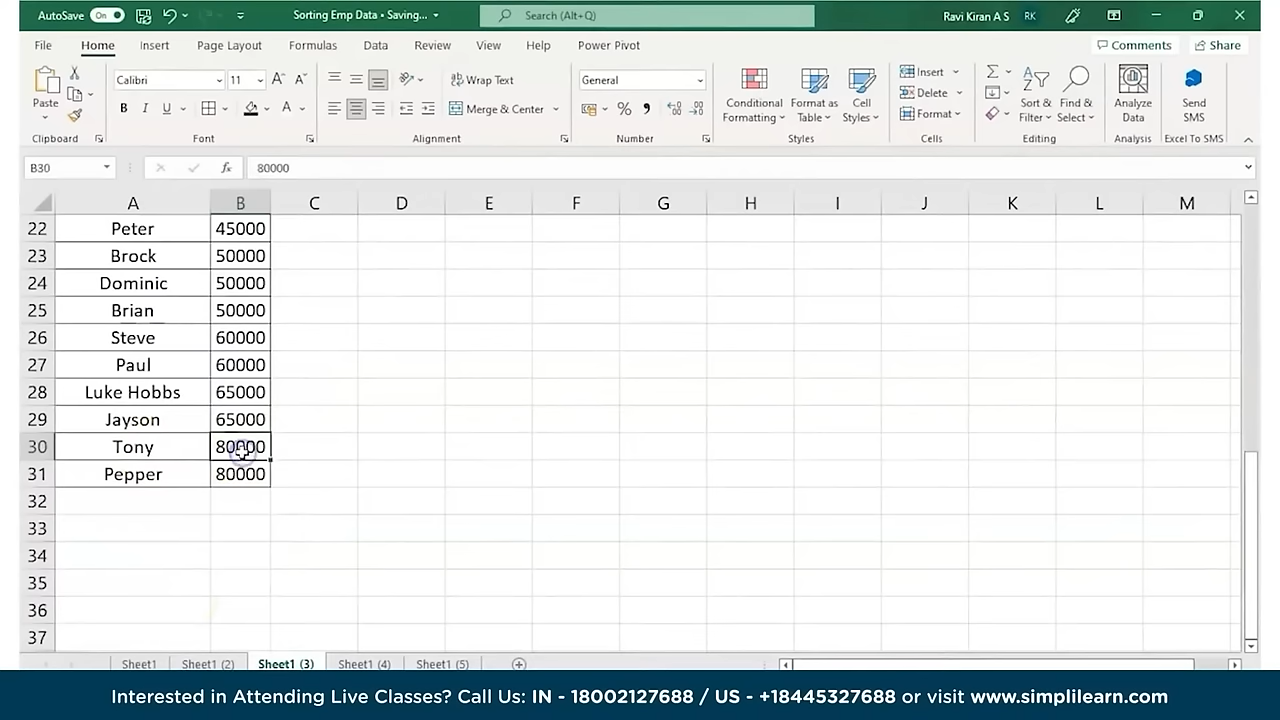 AutoSave On Sorting Emp Data • Saving... Search (Alt+Q) Ravi Kiran A S RK
File Home Insert Page Layout Formulas Data Review View Help Power Pivot Comments Share
Paste Calibri 11 A A Wrap Text General Conditional Formatting Format as Table Cell Styles Insert Sort & Filter Find & Select Analyze Data Send SMS
B I U A Merge & Center % Delete
Format
Clipboard Font Alignment Number Styles Cells Editing Analysis Excel To SMS
B30 fx 80000
A B C D E F G H I J K L M
22 Peter 45000
23 Brock 50000
24 Dominic 50000
25 Brian 50000
26 Steve 60000
27 Paul 60000
28 Luke Hobbs 65000
29 Jayson 65000
30 Tony 80000
31 Pepper 80000
32
33
34
35
36
37
Sheet1 Sheet1 (2) Sheet1 (3) Sheet1 (4) Sheet1 (5)
Interested in Attending Live Classes? Call Us: IN - 18002127688 / US - +18445327688 or visit www.simplilearn.com